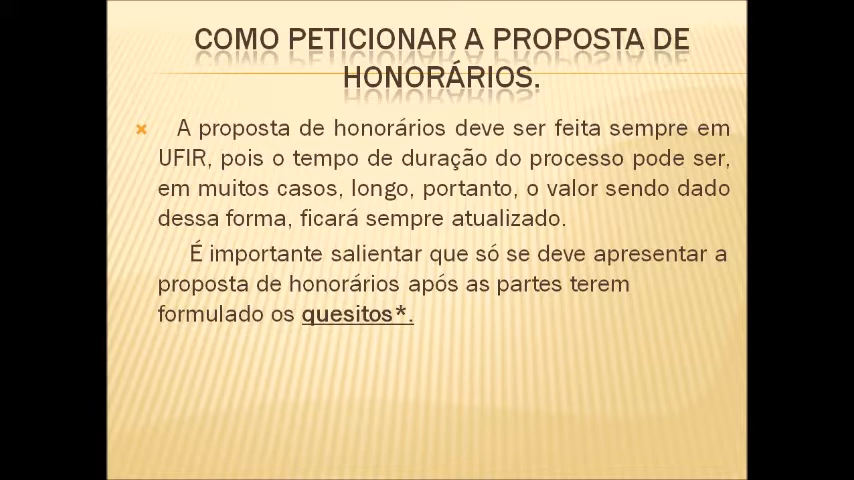 COMO PETICIONAR A PROPOSTA DE
HONORÁRIOS.
A proposta de honorários deve ser feita sempre em
UFIR, pois o tempo de duração do processo pode ser,
em muitos casos, longo, portanto, o valor sendo dado
dessa forma, ficará sempre atualizado.
É importante salientar que só se deve apresentar a
proposta de honorários após as partes terem
formulado os quesitos*.